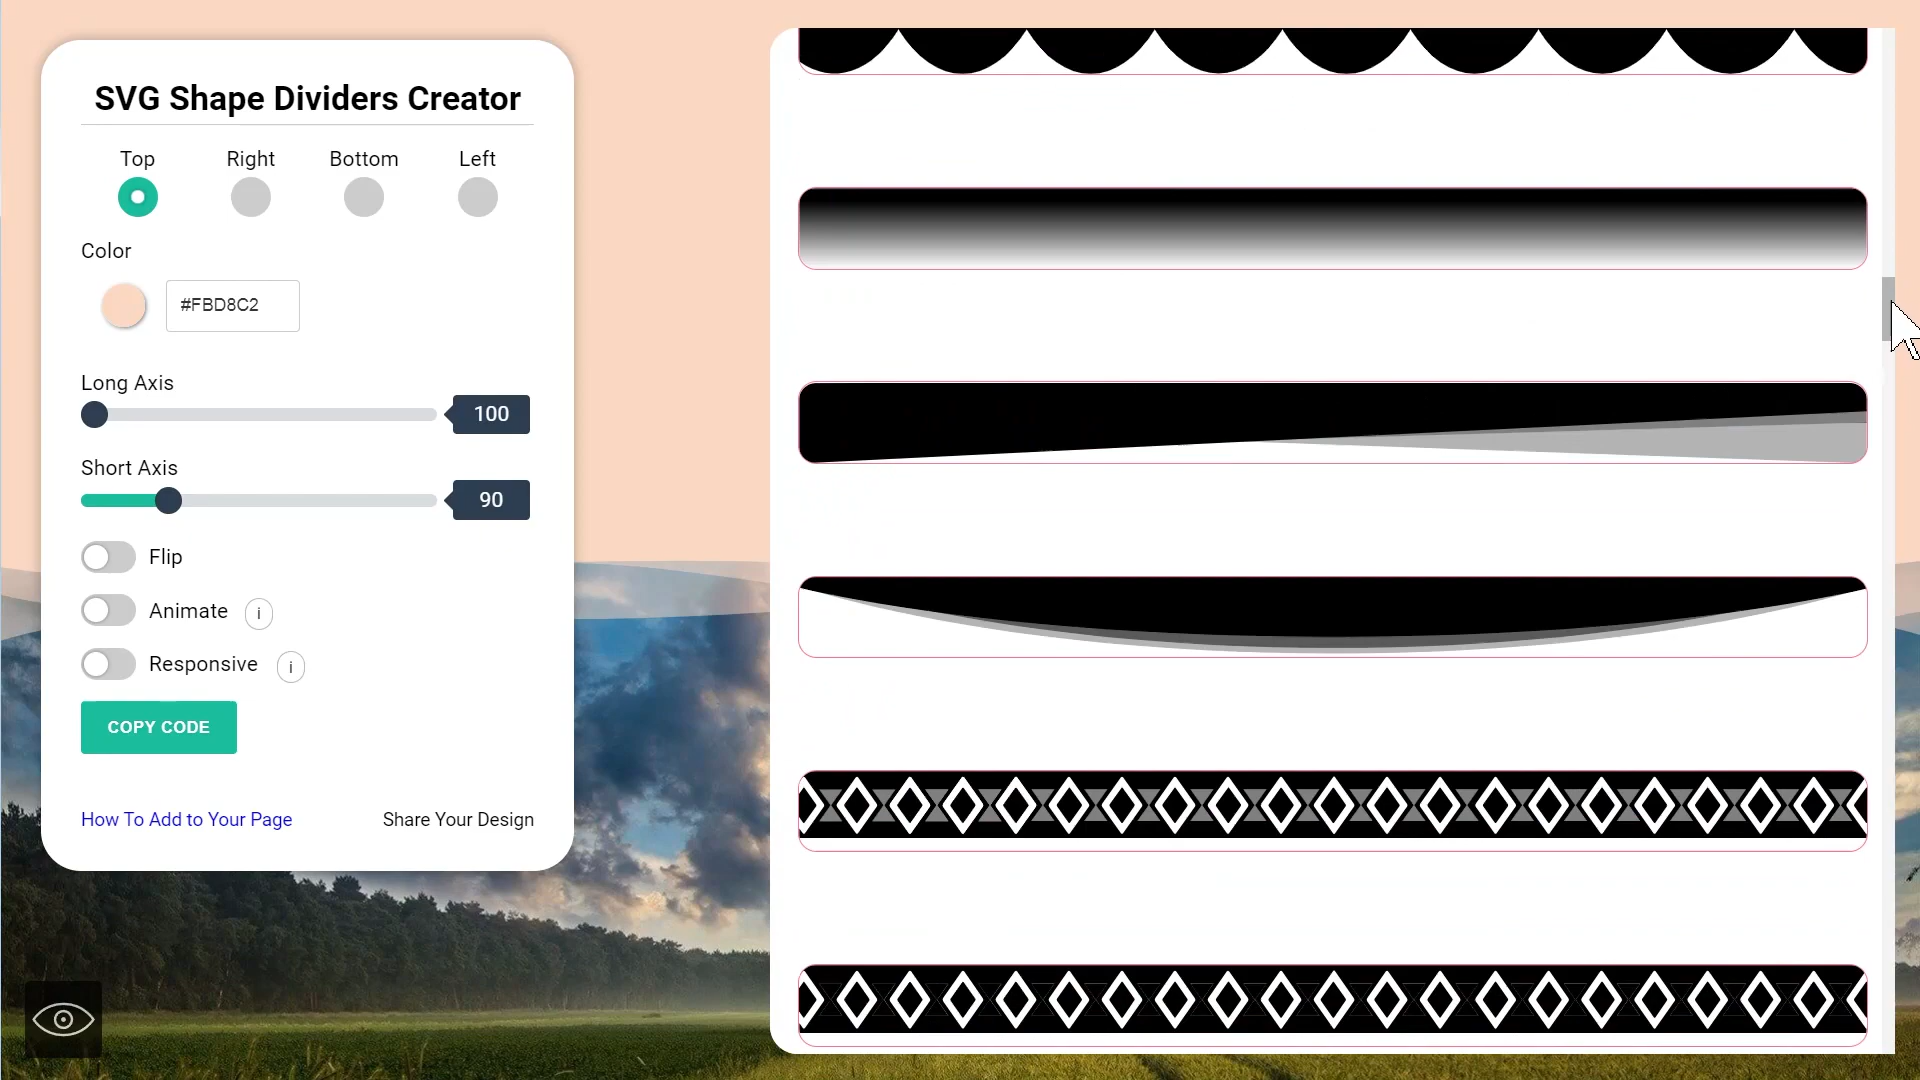 SVG Shape Dividers Creator
Top Right Bottom Left
Color
#FBD8C2
Long Axis
100
Short Axis
90
Flip
Animate i
Responsive i
COPY CODE
How To Add to Your Page Share Your Design